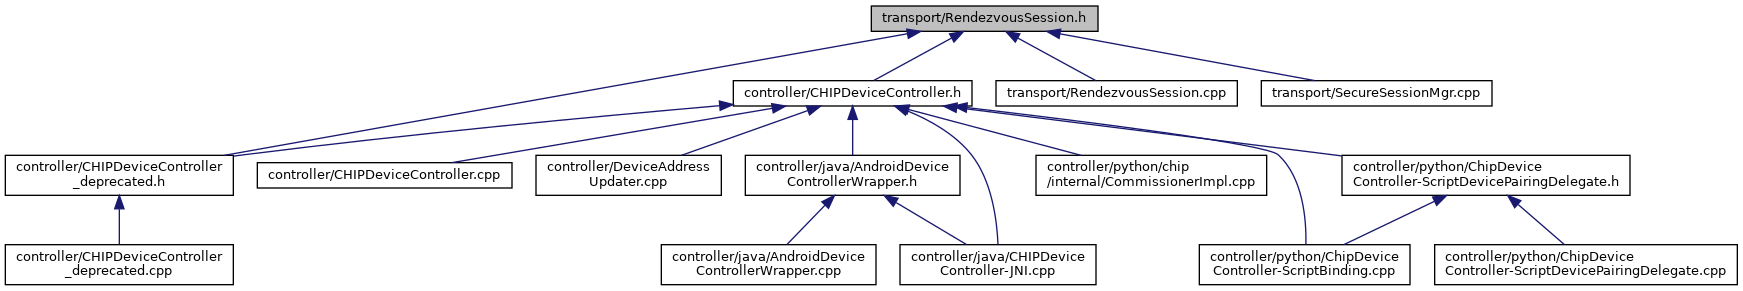 transport/RendezvousSession.h
controller/CHIPDeviceController.h
transport/RendezvousSession.cpp
transport/SecureSessionMgr.cpp
controller/CHIPDeviceController
_deprecated.h
controller/CHIPDeviceController.cpp
controller/DeviceAddress
Updater.cpp
controller/java/AndroidDevice
ControllerWrapper.h
controller/python/chip
/internal/CommissionerImpl.cpp
controller/python/ChipDevice
Controller-ScriptDevicePairingDelegate.h
controller/CHIPDeviceController
_deprecated.cpp
controller/java/AndroidDevice
ControllerWrapper.cpp
controller/java/CHIPDevice
Controller-JNI.cpp
controller/python/ChipDevice
Controller-ScriptBinding.cpp
controller/python/ChipDevice
Controller-ScriptDevicePairingDelegate.cpp